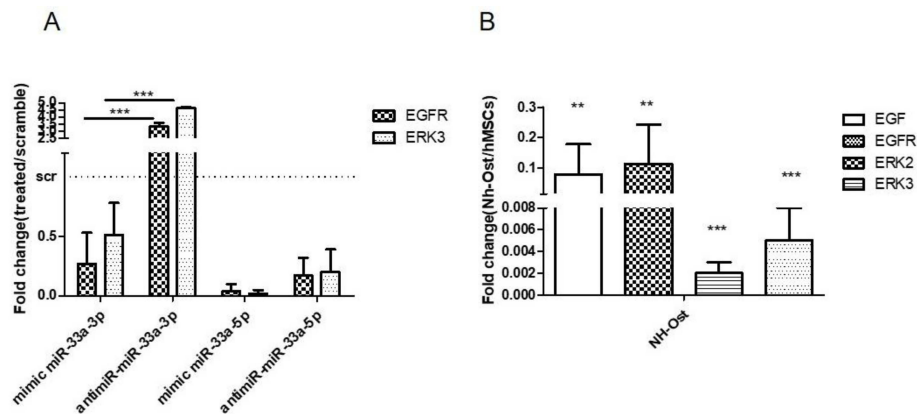 A
Fold change(treated/scramble)
5.0
4.5
4.0
3.5
3.0
2.5
scr
0.5
0.0
***
***
mimic miR-33a-3p
antimiR-miR-33a-3p
mimic miR-33a-5p
antimiR-miR-33a-5p
EGFR
ERK3
B
Fold change(Nh-Ost/hMSCs)
0.3
0.2
0.1
0.008
0.006
0.004
0.002
0.000
**
**
***
***
NH-Ost
EGF
EGFR
ERK2
ERK3